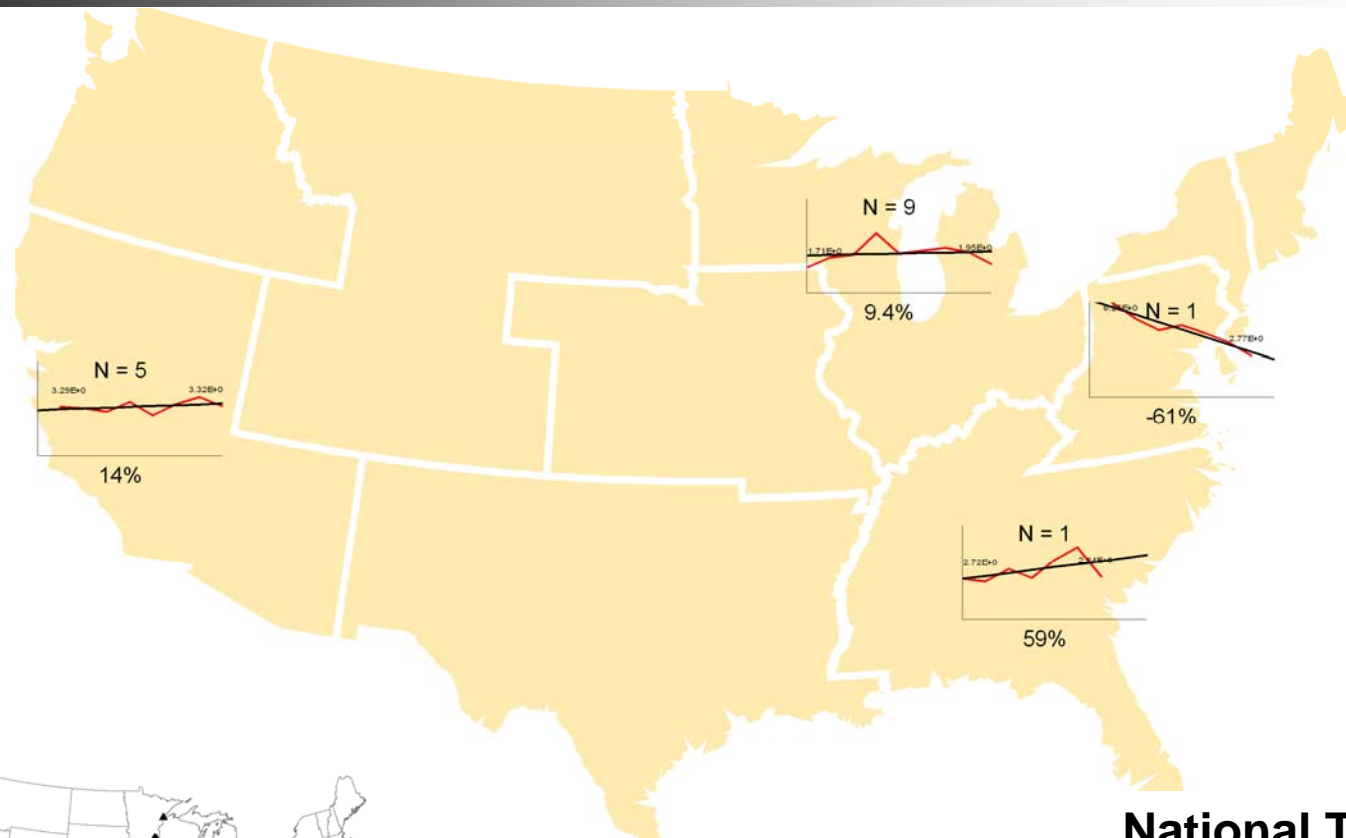 N = 9
1.71E+0 1.95E+0
9.4%
N = 1
2.77E+0
-61%
N = 5
3.29E+0 3.32E+0
14%
N = 1
2.72E+0
59%
National T